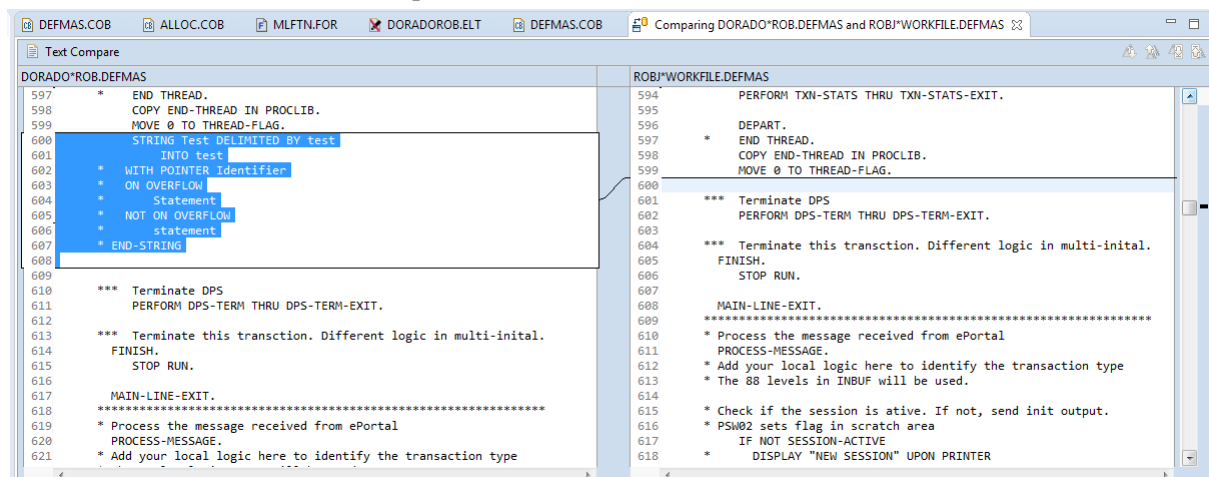 DEFMAS.COB ALLOC.COB MLFTN.FOR DORADOROB.ELT DEFMAS.COB Comparing DORADO*ROB.DEFMAS and ROBJ*WORKFILE.DEFMAS
Text Compare
DORADO*ROB.DEFMAS
597 * END THREAD.
598 COPY END-THREAD IN PROCLIB.
599 MOVE 0 TO THREAD-FLAG.
600 STRING Test DELIMITED BY test
601 INTO test
602 * WITH POINTER Identifier
603 * ON OVERFLOW
604 * Statement
605 * NOT ON OVERFLOW
606 * statement
607 * END-STRING
608
609
610 *** Terminate DPS
611 PERFORM DPS-TERM THRU DPS-TERM-EXIT.
612
613 *** Terminate this transction. Different logic in multi-inital.
614 FINISH.
615 STOP RUN.
616
617 MAIN-LINE-EXIT.
618 ****************************************************************
619 * Process the message received from ePortal
620 PROCESS-MESSAGE.
621 * Add your local logic here to identify the transaction type
ROBJ*WORKFILE.DEFMAS
594 PERFORM TXN-STATS THRU TXN-STATS-EXIT.
595
596 DEPART.
597 * END THREAD.
598 COPY END-THREAD IN PROCLIB.
599 MOVE 0 TO THREAD-FLAG.
600
601 *** Terminate DPS
602 PERFORM DPS-TERM THRU DPS-TERM-EXIT.
603
604 *** Terminate this transction. Different logic in multi-inital.
605 FINISH.
606 STOP RUN.
607
608 MAIN-LINE-EXIT.
609 ****************************************************************
610 * Process the message received from ePortal
611 PROCESS-MESSAGE.
612 * Add your local logic here to identify the transaction type
613 * The 88 levels in INBUF will be used.
614
615 * Check if the session is ative. If not, send init output.
616 * PSW02 sets flag in scratch area
617 IF NOT SESSION-ACTIVE
618 * DISPLAY "NEW SESSION" UPON PRINTER